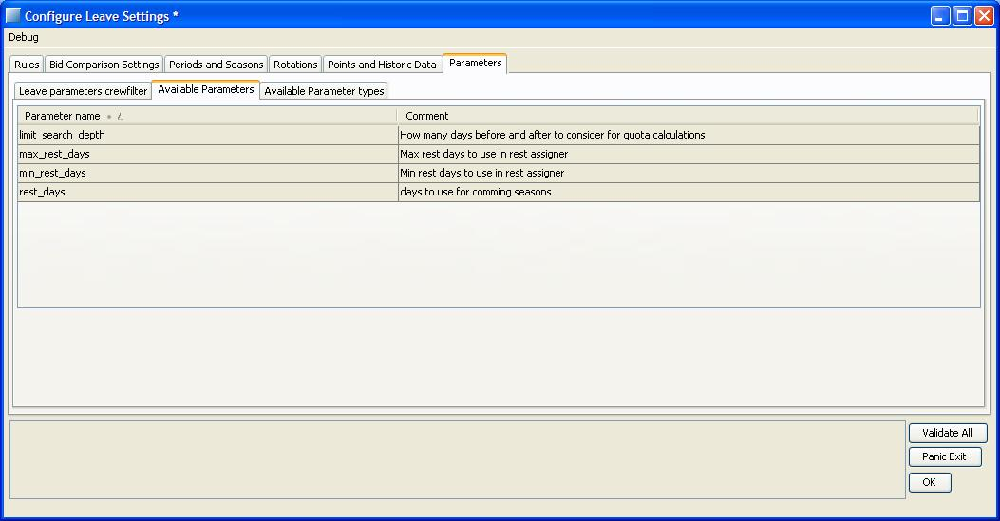 Configure Leave Settings *
Debug
Rules Bid Comparison Settings Periods and Seasons Rotations Points and Historic Data Parameters
Leave parameters crewfilter Available Parameters Available Parameter types
Parameter name Comment
limit_search_depth How many days before and after to consider for quota calculations
max_rest_days Max rest days to use in rest assigner
min_rest_days Min rest days to use in rest assigner
rest_days days to use for comming seasons
Validate All
Panic Exit
OK